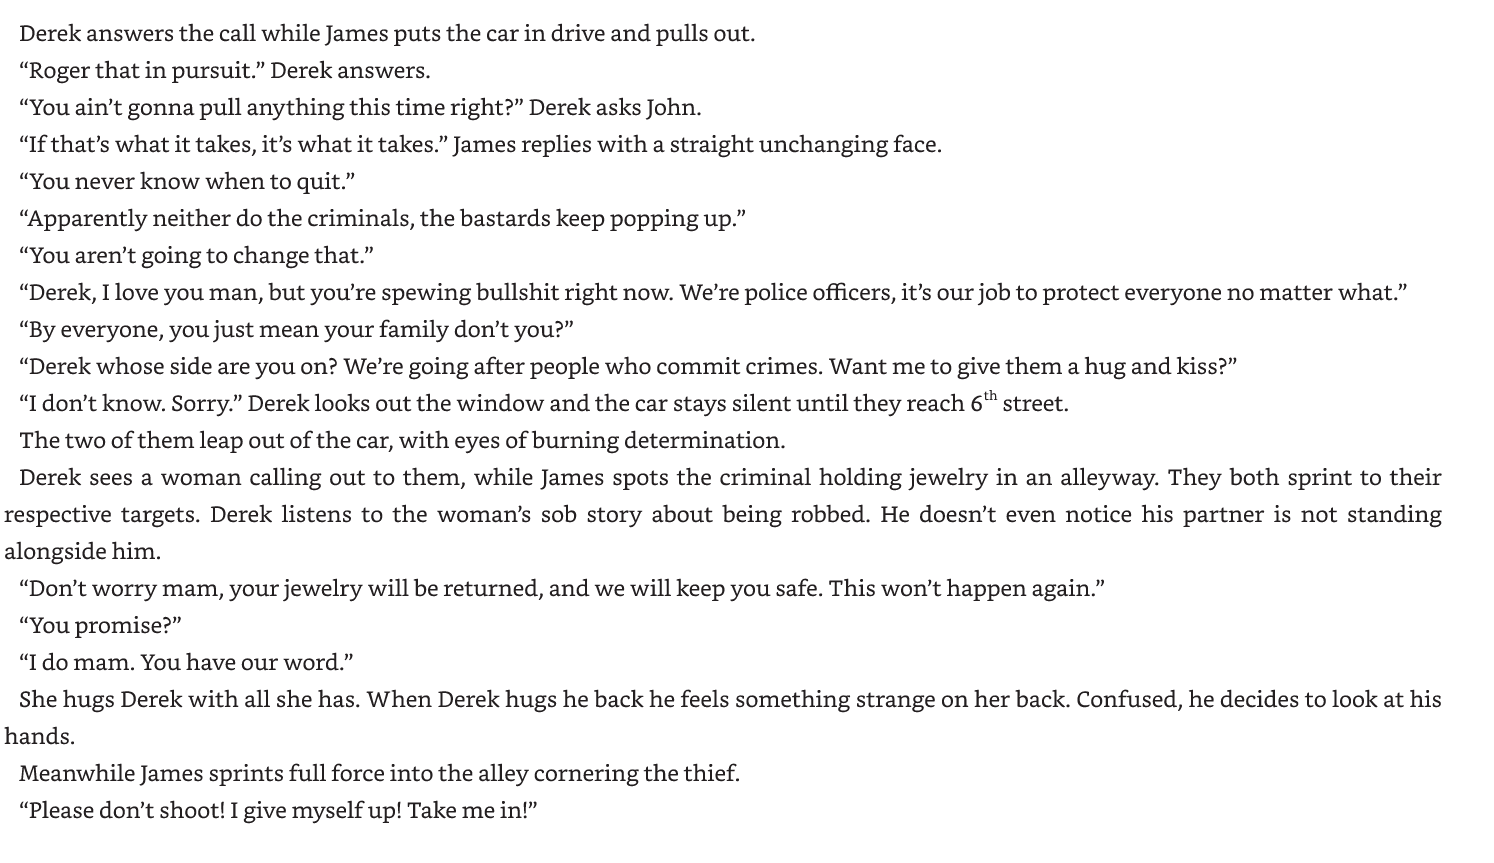 Derek answers the call while James puts the car in drive and pulls out.
“Roger that in pursuit.” Derek answers.
“You ain’t gonna pull anything this time right?” Derek asks John.
“If that’s what it takes, it’s what it takes.” James replies with a straight unchanging face.
“You never know when to quit.”
“Apparently neither do the criminals, the bastards keep popping up.”
“You aren’t going to change that.”
“Derek, I love you man, but you’re spewing bullshit right now. We’re police officers, it’s our job to protect everyone no matter what.”
“By everyone, you just mean your family don’t you?”
“Derek whose side are you on? We’re going after people who commit crimes. Want me to give them a hug and kiss?”
“I don’t know. Sorry.” Derek looks out the window and the car stays silent until they reach 6th street.
The two of them leap out of the car, with eyes of burning determination.
Derek sees a woman calling out to them, while James spots the criminal holding jewelry in an alleyway. They both sprint to their
respective targets. Derek listens to the woman’s sob story about being robbed. He doesn’t even notice his partner is not standing
alongside him.
“Don’t worry mam, your jewelry will be returned, and we will keep you safe. This won’t happen again.”
“You promise?”
“I do mam. You have our word.”
She hugs Derek with all she has. When Derek hugs he back he feels something strange on her back. Confused, he decides to look at his
hands.
Meanwhile James sprints full force into the alley cornering the thief.
“Please don’t shoot! I give myself up! Take me in!”